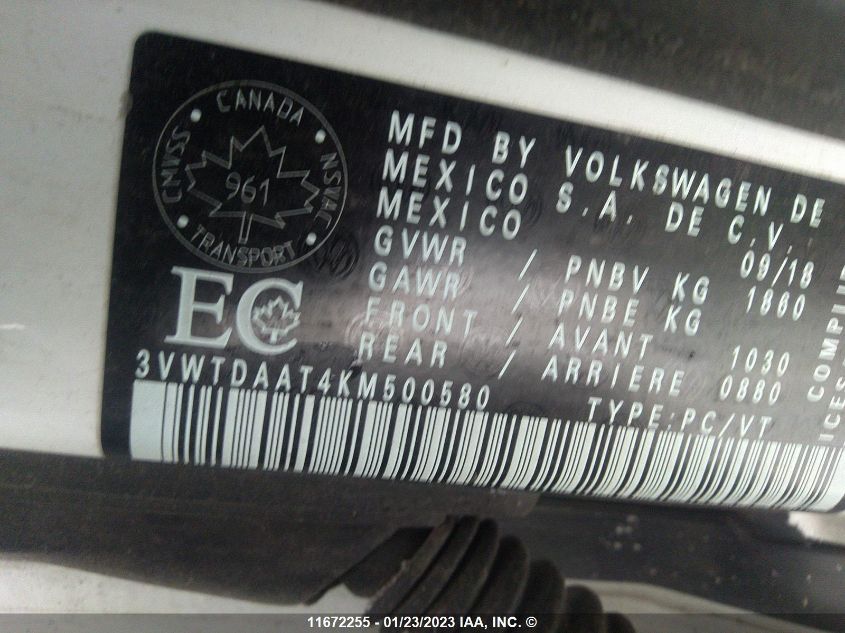 CANADA
CMVSS
NSVAC
961
TRANSPORT
EC
MFD BY VOLKSWAGEN DE
MEXICO S.A. DE C.V.
MEXICO 09/18
GVWR / PNBV KG 1860
GAWR / PNBE KG
FRONT / AVANT 1030
REAR / ARRIERE 0880
3VWTDAAT4KM500580 TYPE:PC/VT
11672255 - 01/23/2023 IAA, INC. ©